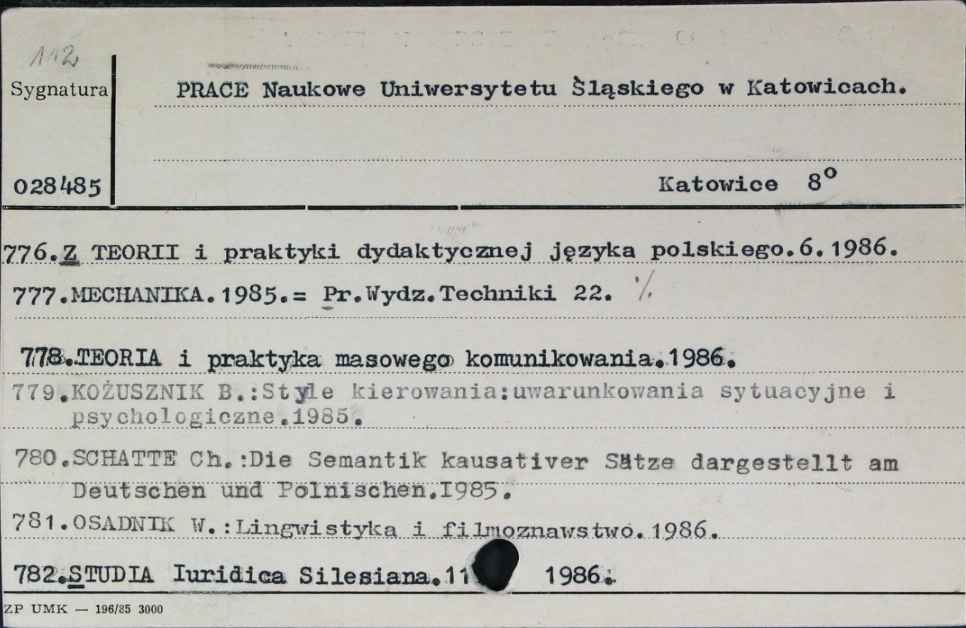 112
Sygnatura
PRACE Naukowe Uniwersytetu Śląskiego w Katowicach.
028485
Katowice 8°
776.Z TEORII i praktyki dydaktycznej języka polskiego.6.1986.
777.MECHANIKA.1985.= Pr.Wydz.Techniki 22. %
778.TEORIA i praktyka masowego komunikowania.1986.
779.KOŻUSZNIK B.:Style kierowania:uwarunkowania sytuacyjne i
psychologiczne.1985.
780.SCHATTE Ch.:Die Semantik kausativer Sätze dargestellt am
Deutschen und Polnischen.I985.
781.OSADNIK W.:Lingwistyka i filmoznawstwo.1986.
782.STUDIA Iuridica Silesiana.11 1986.
ZP UMK — 196/85 3000